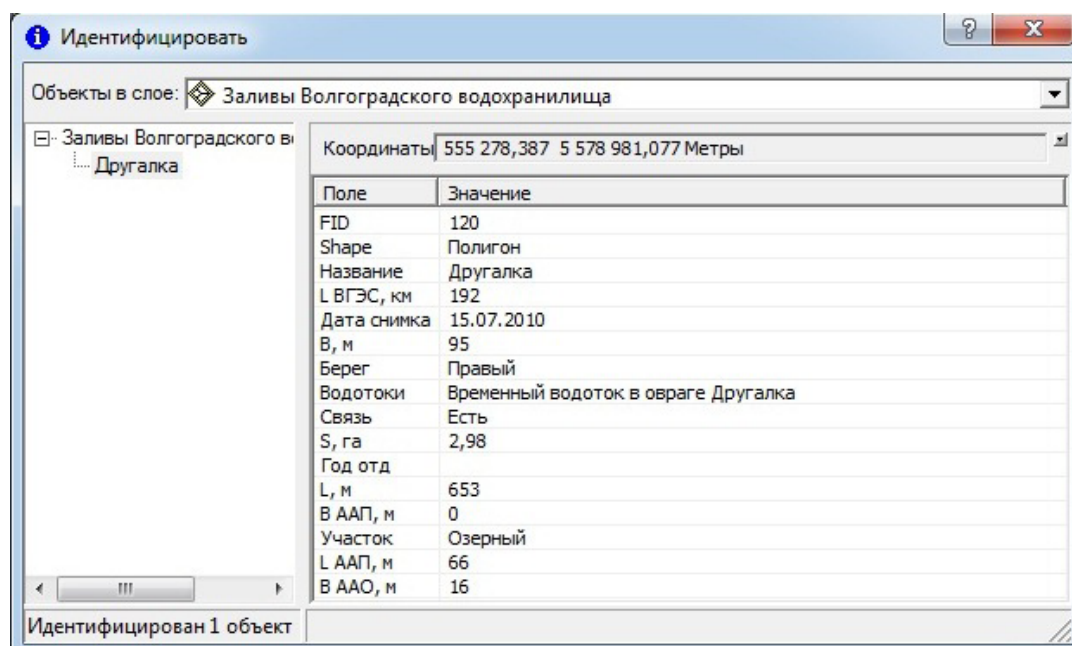 Идентифицировать
Объекты в слое: Заливы Волгоградского водохранилища
Заливы Волгоградского в
Другалка
Координаты 555 278,387 5 578 981,077 Метры
Поле Значение
FID 120
Shape Полигон
Название Другалка
L ВГЭС, км 192
Дата снимка 15.07.2010
B, м 95
Берег Правый
Водотоки Временный водоток в овраге Другалка
Связь Есть
S, га 2,98
Год отд
L, м 653
B ААП, м 0
Участок Озерный
L ААП, м 66
B ААО, м 16
Идентифицирован 1 объект